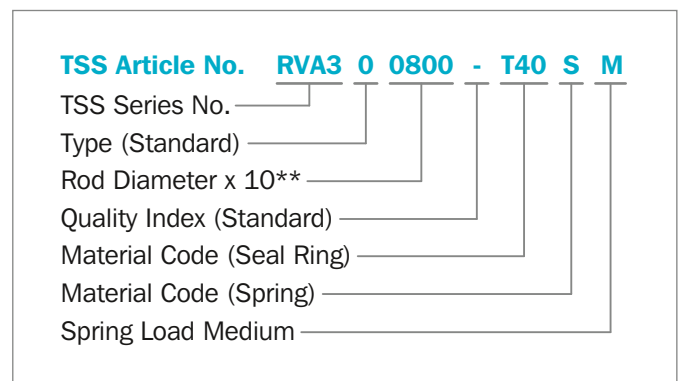 TSS Article No. RVA3 0 0800 - T40 S M
TSS Series No.
Type (Standard)
Rod Diameter x 10**
Quality Index (Standard)
Material Code (Seal Ring)
Material Code (Spring)
Spring Load Medium